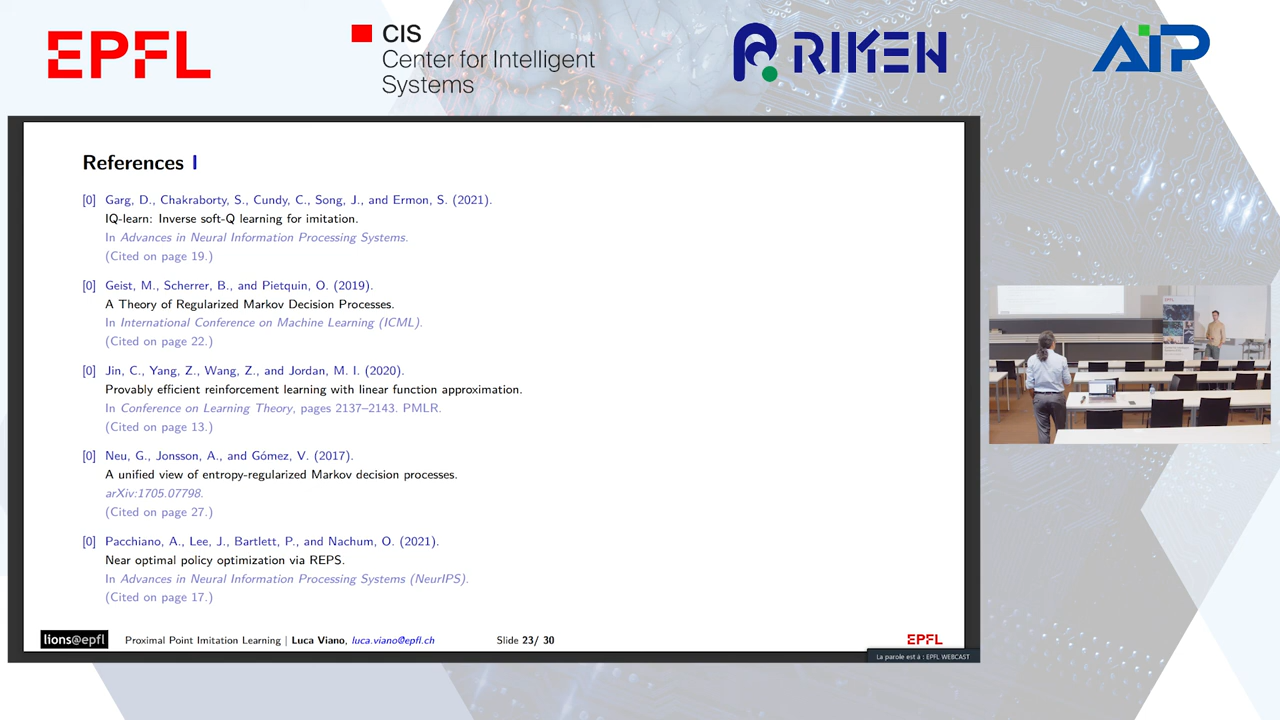 EPFL
CIS
Center for Intelligent
Systems
RIKEN
AIP
References I
[0] Garg, D., Chakraborty, S., Cundy, C., Song, J., and Ermon, S. (2021).
IQ-learn: Inverse soft-Q learning for imitation.
In Advances in Neural Information Processing Systems.
(Cited on page 19.)
[0] Geist, M., Scherrer, B., and Pietquin, O. (2019).
A Theory of Regularized Markov Decision Processes.
In International Conference on Machine Learning (ICML).
(Cited on page 22.)
[0] Jin, C., Yang, Z., Wang, Z., and Jordan, M. I. (2020).
Provably efficient reinforcement learning with linear function approximation.
In Conference on Learning Theory, pages 2137–2143. PMLR.
(Cited on page 13.)
[0] Neu, G., Jonsson, A., and Gómez, V. (2017).
A unified view of entropy-regularized Markov decision processes.
arXiv:1705.07798.
(Cited on page 27.)
[0] Pacchiano, A., Lee, J., Bartlett, P., and Nachum, O. (2021).
Near optimal policy optimization via REPS.
In Advances in Neural Information Processing Systems (NeurIPS).
(Cited on page 17.)
lions@epfl Proximal Point Imitation Learning | Luca Viano, luca.viano@epfl.ch Slide 23/ 30 EPFL
La parole est à : EPFL WEBCAST